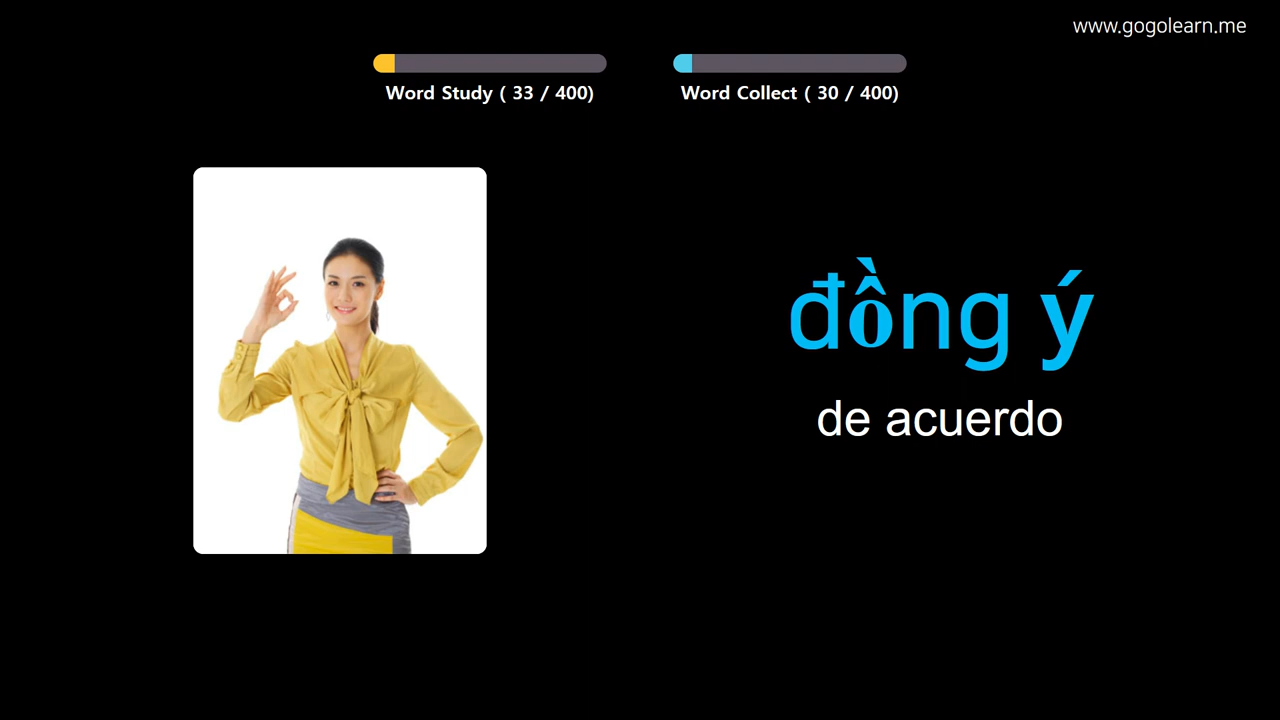 www.gogolearn.me
Word Study ( 33 / 400)
Word Collect ( 30 / 400)
đồng ý
de acuerdo